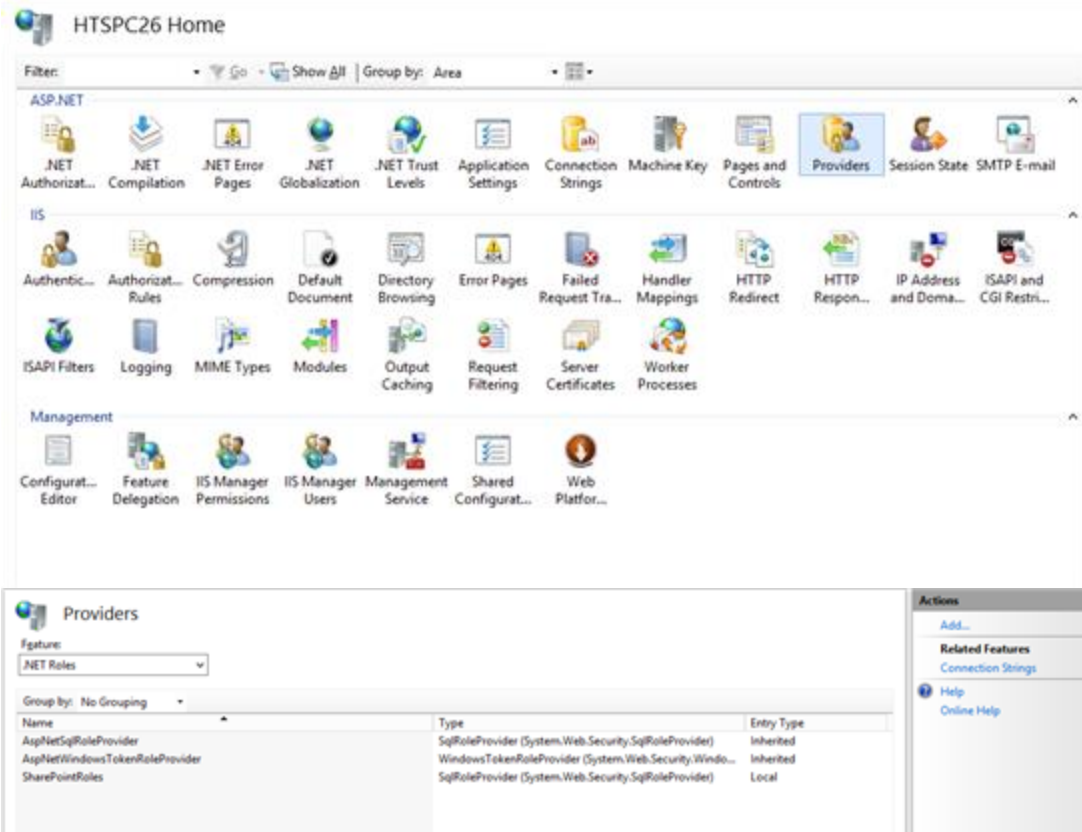 HTSPC26 Home
Filter: Go Show All Group by: Area
ASP.NET
.NET Authorizat...
.NET Compilation
.NET Error Pages
.NET Globalization
.NET Trust Levels
Application Settings
Connection Strings
Machine Key
Pages and Controls
Providers
Session State
SMTP E-mail
IIS
Authentic...
Authorizat... Rules
Compression
Default Document
Directory Browsing
Error Pages
Failed Request Tra...
Handler Mappings
HTTP Redirect
HTTP Respon...
IP Address and Doma...
ISAPI and CGI Restri...
ISAPI Filters
Logging
MIME Types
Modules
Output Caching
Request Filtering
Server Certificates
Worker Processes
Management
Configurat... Editor
Feature Delegation
IIS Manager Permissions
IIS Manager Users
Management Service
Shared Configurat...
Web Platfor...
Providers
Feature:
.NET Roles
Group by: No Grouping
Name Type Entry Type
AspNetSqlRoleProvider SqlRoleProvider (System.Web.Security.SqlRoleProvider) Inherited
AspNetWindowsTokenRoleProvider WindowsTokenRoleProvider (System.Web.Security.Windo... Inherited
SharePointRoles SqlRoleProvider (System.Web.Security.SqlRoleProvider) Local
Actions
Add...
Related Features
Connection Strings
Help
Online Help